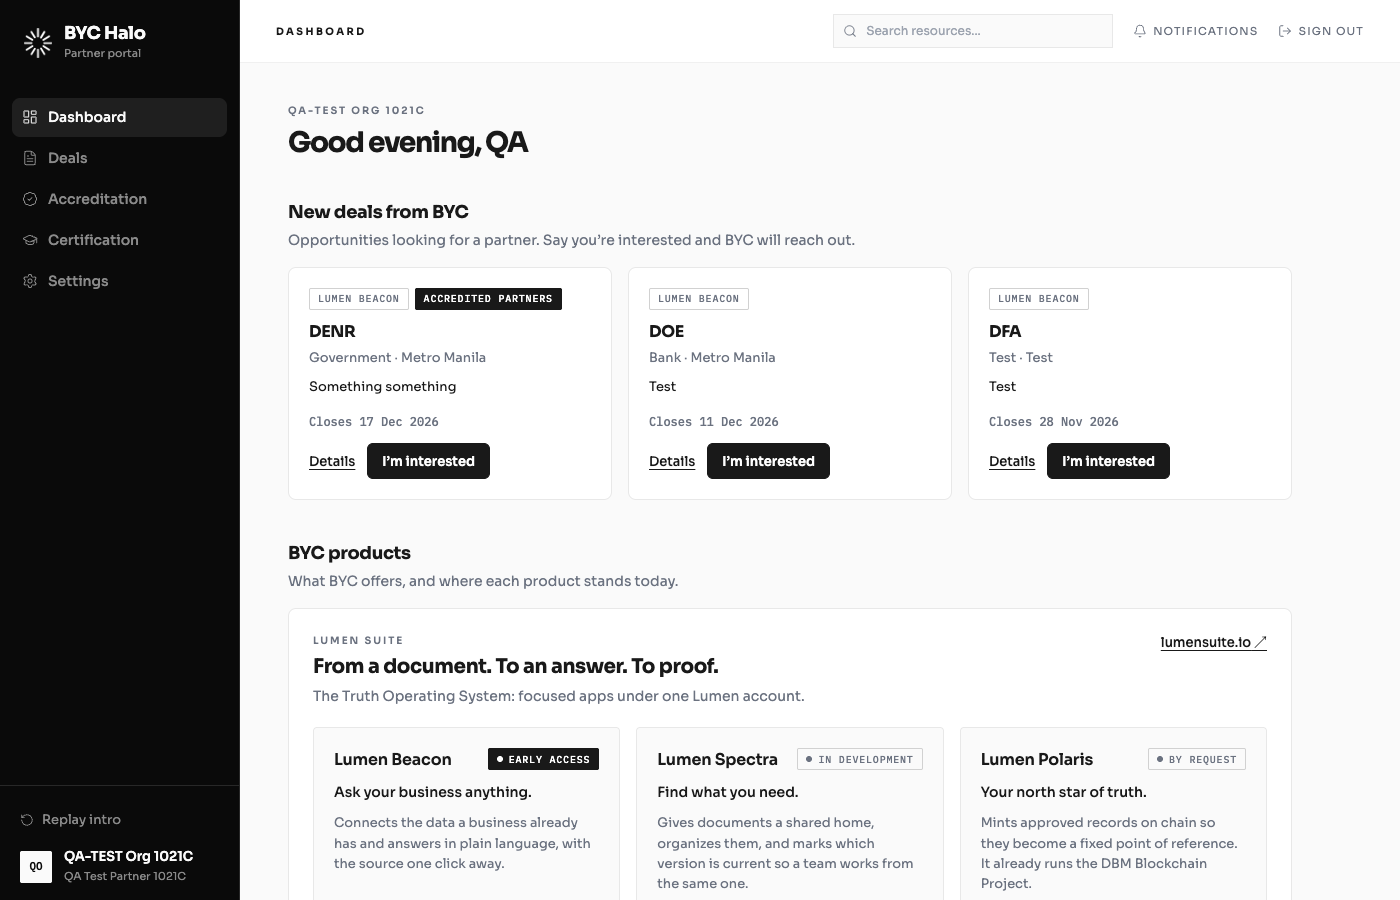 BYC Halo
Partner portal
Dashboard
Deals
Accreditation
Certification
Settings
Replay intro
QO
QA-TEST Org 1021C
QA Test Partner 1021C
DASHBOARD
Search resources...
NOTIFICATIONS
SIGN OUT
QA-TEST ORG 1021C
Good evening, QA
New deals from BYC
Opportunities looking for a partner. Say you’re interested and BYC will reach out.
LUMEN BEACON
ACCREDITED PARTNERS
DENR
Government · Metro Manila
Something something
Closes 17 Dec 2026
Details
I’m interested
LUMEN BEACON
DOE
Bank · Metro Manila
Test
Closes 11 Dec 2026
Details
I’m interested
LUMEN BEACON
DFA
Test · Test
Test
Closes 28 Nov 2026
Details
I’m interested
BYC products
What BYC offers, and where each product stands today.
LUMEN SUITE
lumensuite.io ↗
From a document. To an answer. To proof.
The Truth Operating System: focused apps under one Lumen account.
Lumen Beacon
EARLY ACCESS
Ask your business anything.
Connects the data a business already
has and answers in plain language, with
the source one click away.
Lumen Spectra
IN DEVELOPMENT
Find what you need.
Gives documents a shared home,
organizes them, and marks which
version is current so a team works from
the same one.
Lumen Polaris
BY REQUEST
Your north star of truth.
Mints approved records on chain so
they become a fixed point of reference.
It already runs the DBM Blockchain
Project.